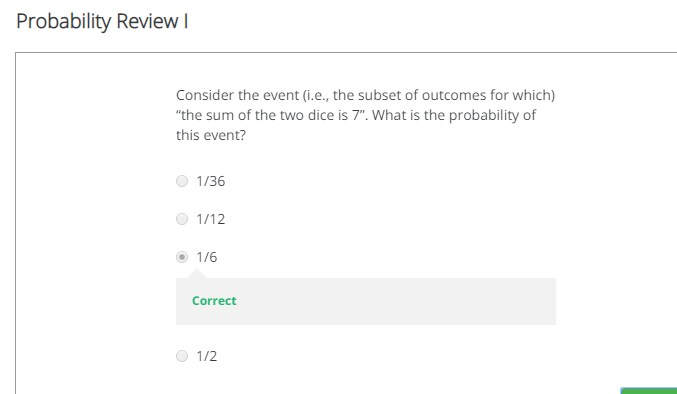 Probability Review I
Consider the event (i.e., the subset of outcomes for which)
“the sum of the two dice is 7”. What is the probability of
this event?
1/36
1/12
1/6
Correct
1/2